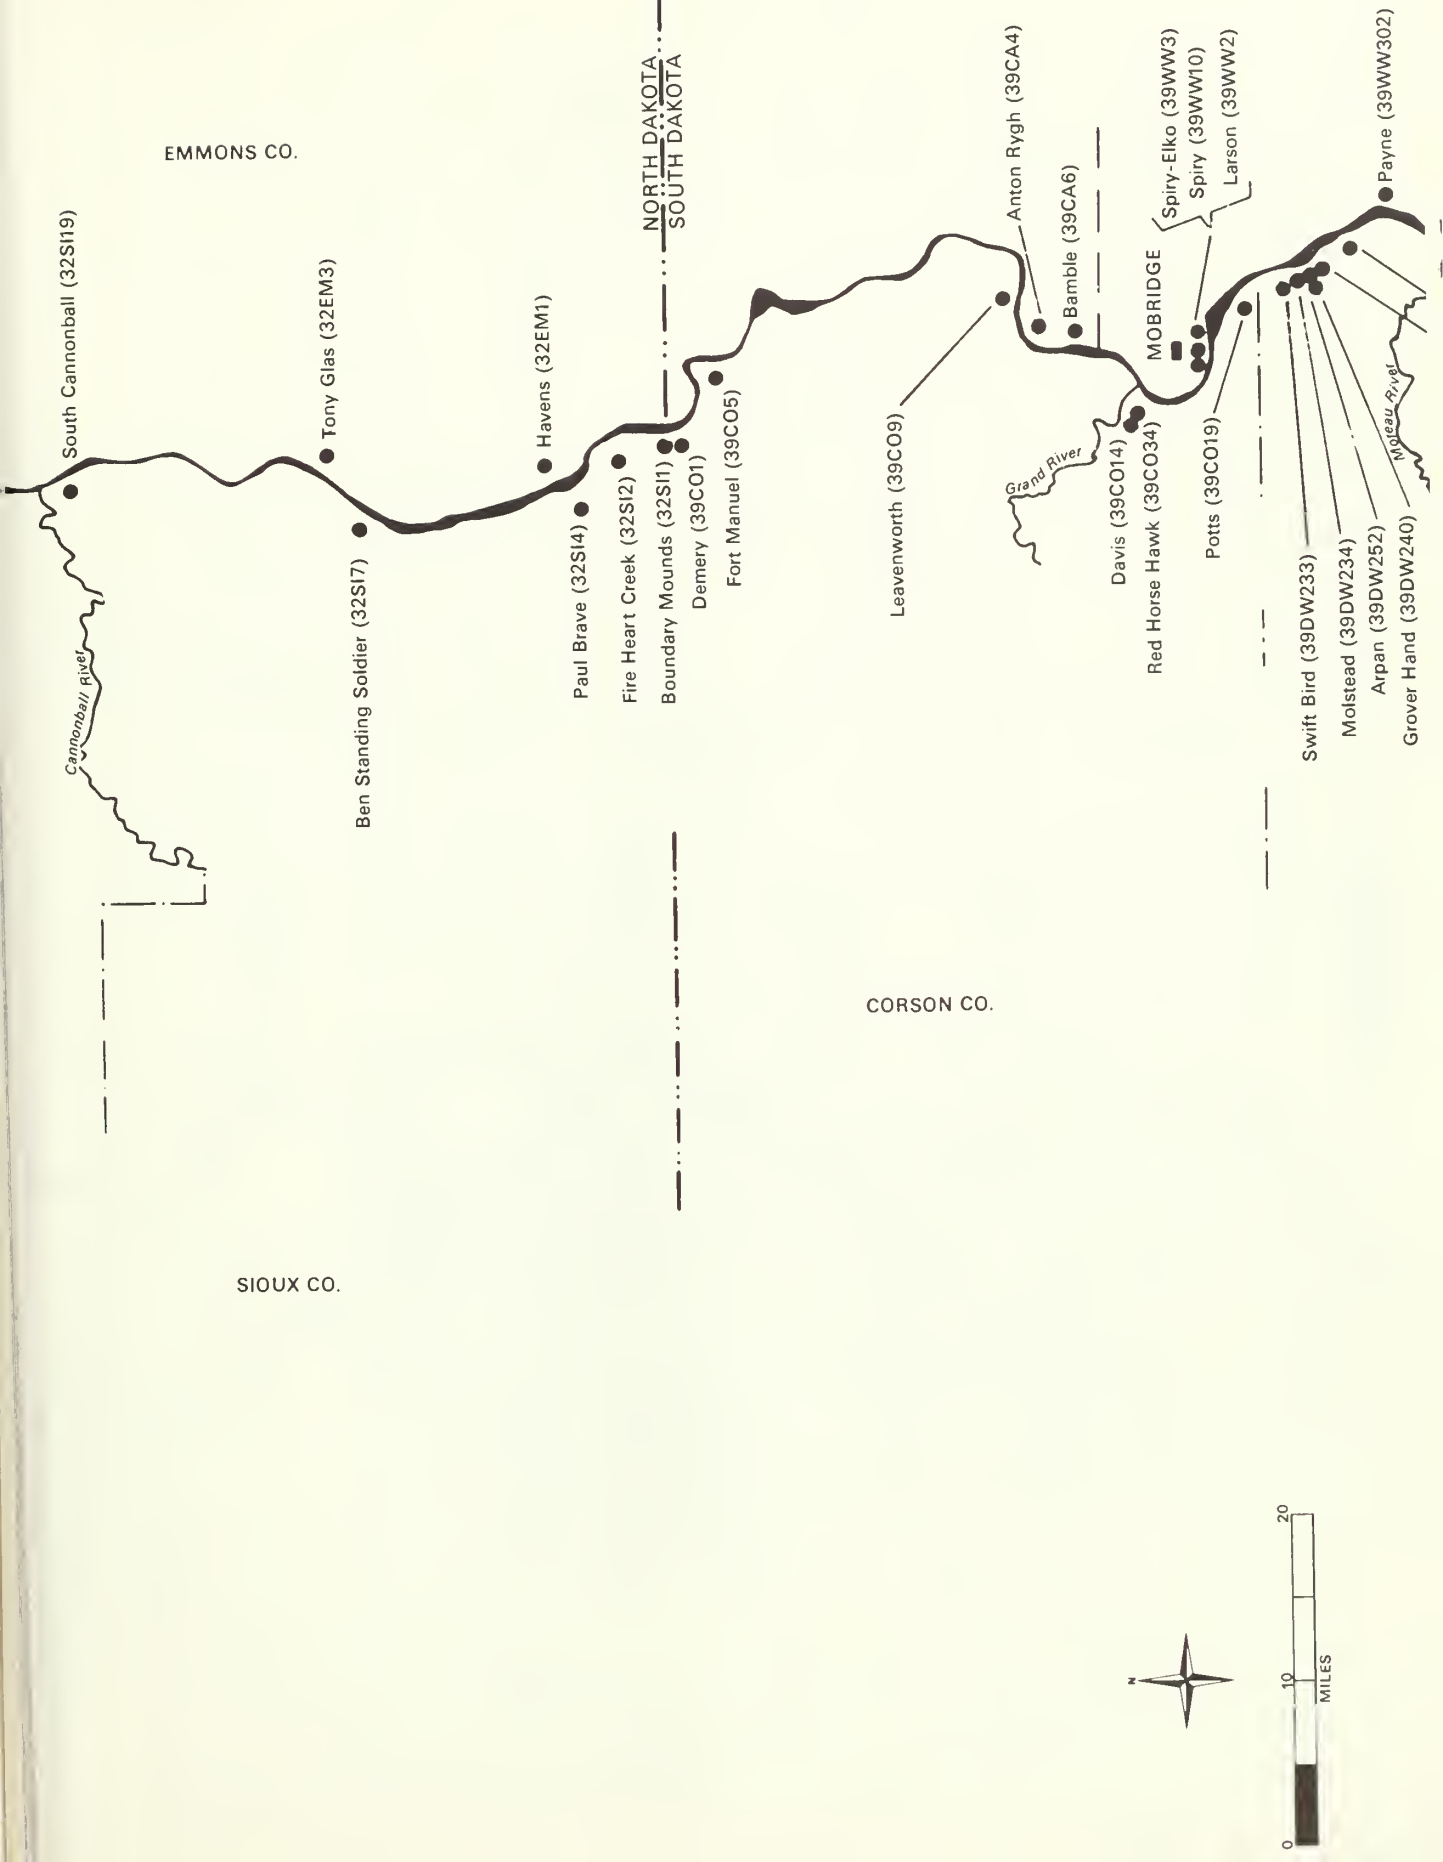 EMMONS CO.
South Cannonball (32SI19)
Tony Glas (32EM3)
Havens (32EM1)
NORTH DAKOTA
SOUTH DAKOTA
Anton Rygh (39CA4)
Bamble (39CA6)
MOBRIDGE
Spiry-Elko (39WW3)
Spiry (39WW10)
Larson (39WW2)
Payne (39WW302)
Cannonball River
Ben Standing Soldier (32SI7)
Paul Brave (32SI4)
Fire Heart Creek (32SI2)
Boundary Mounds (32SI1)
Demery (39CO1)
Fort Manuel (39CO5)
Leavenworth (39CO9)
Grand River
Davis (39CO14)
Red Horse Hawk (39CO34)
Potts (39CO19)
Moreau River
Swift Bird (39DW233)
Molstead (39DW234)
Arpan (39DW252)
Grover Hand (39DW240)
CORSON CO.
SIOUX CO.
N
0 10 20
MILES